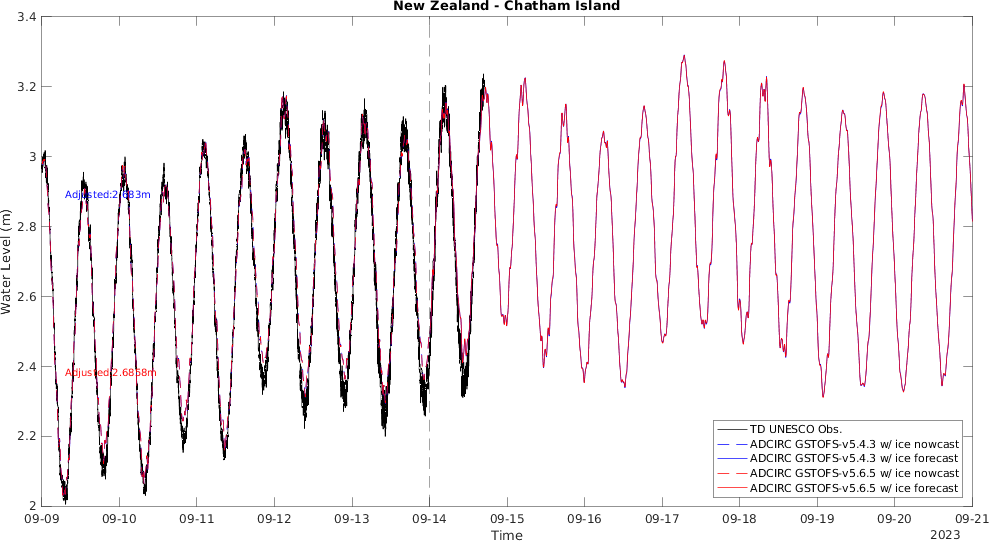 New Zealand - Chatham Island
3.4
3.2
3
2.8
2.6
2.4
2.2
2
Water Level (m)
Adjusted:2.683m
Adjusted:2.6868m
TD UNESCO Obs.
ADCIRC GSTOFS-v5.4.3 w/ ice nowcast
ADCIRC GSTOFS-v5.4.3 w/ ice forecast
ADCIRC GSTOFS-v5.6.5 w/ ice nowcast
ADCIRC GSTOFS-v5.6.5 w/ ice forecast
09-09 09-10 09-11 09-12 09-13 09-14 09-15 09-16 09-17 09-18 09-19 09-20 09-21
Time
2023